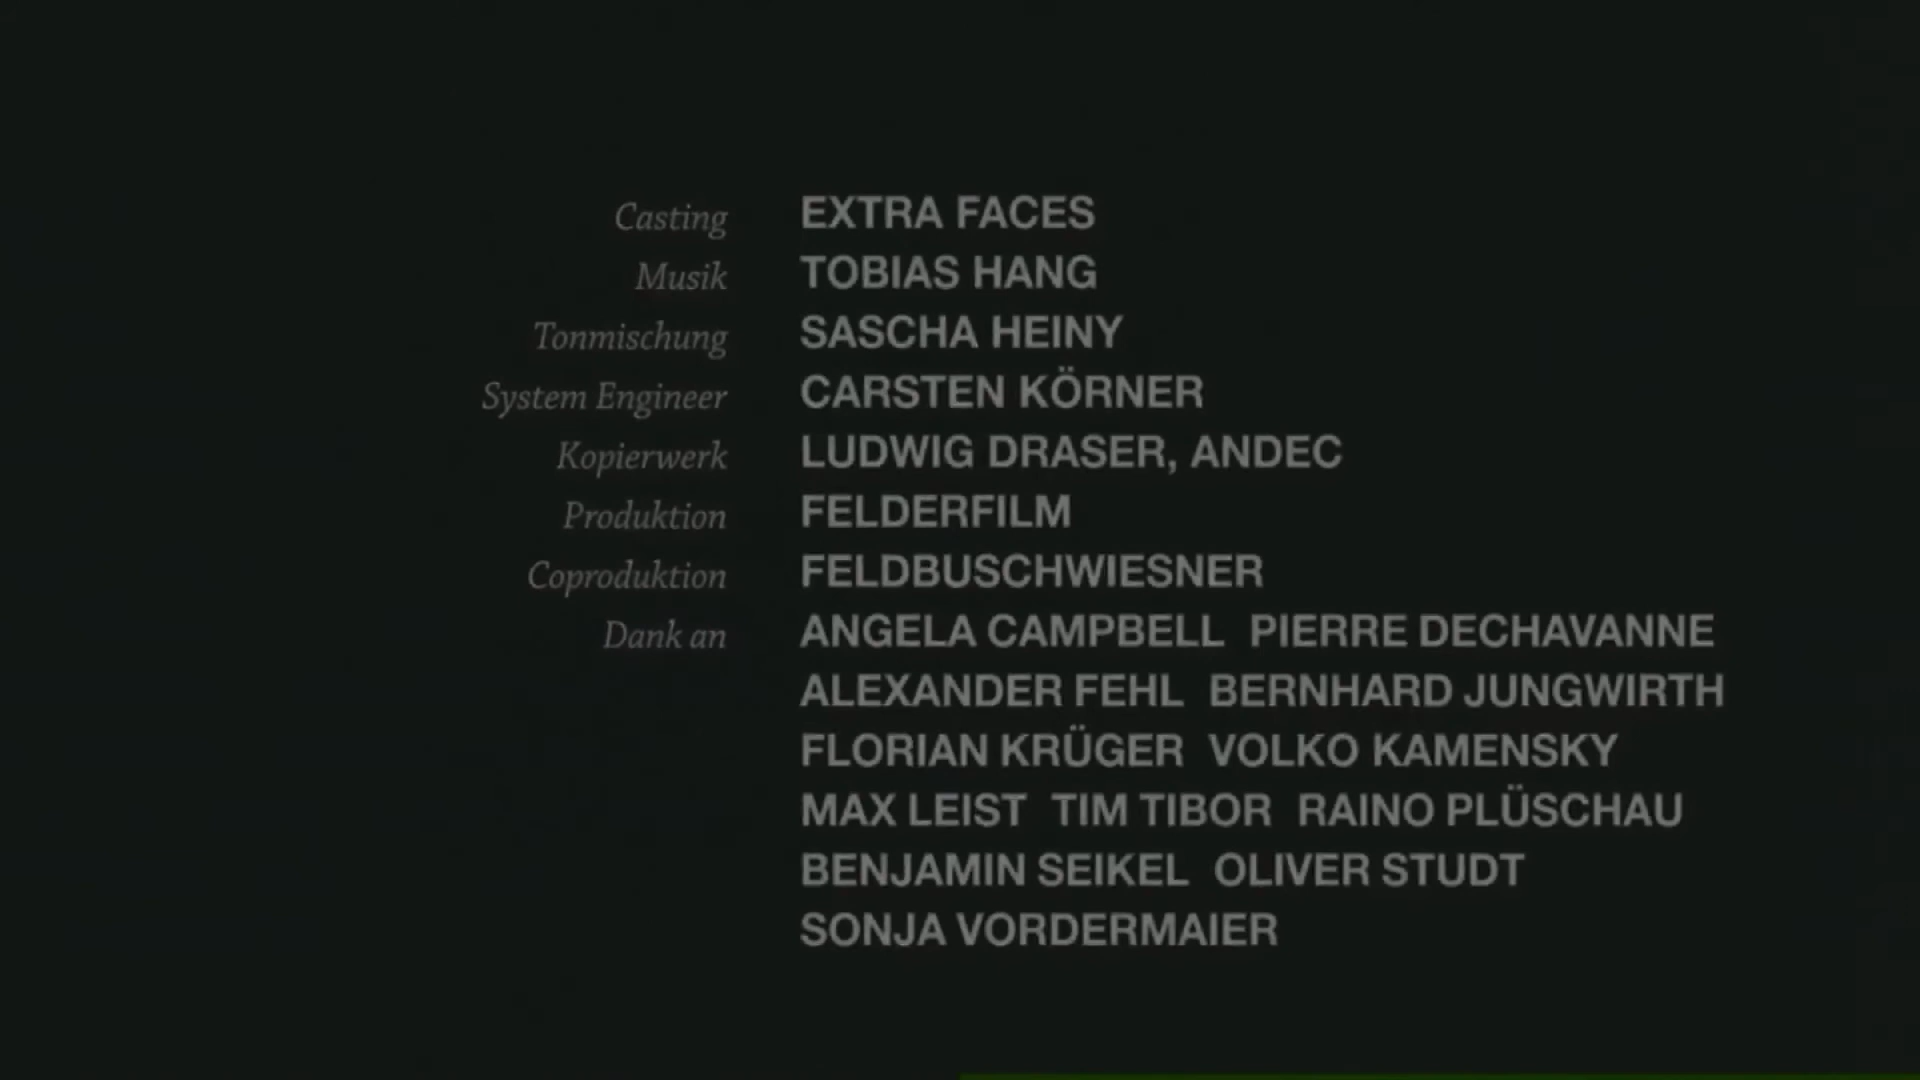 Casting EXTRA FACES
Musik TOBIAS HANG
Tonmischung SASCHA HEINY
System Engineer CARSTEN KÖRNER
Kopierwerk LUDWIG DRASER, ANDEC
Produktion FELDERFILM
Coproduktion FELDBUSCHWIESNER
Dank an ANGELA CAMPBELL PIERRE DECHAVANNE
ALEXANDER FEHL BERNHARD JUNGWIRTH
FLORIAN KRÜGER VOLKO KAMENSKY
MAX LEIST TIM TIBOR RAINO PLÜSCHAU
BENJAMIN SEIKEL OLIVER STUDT
SONJA VORDERMAIER